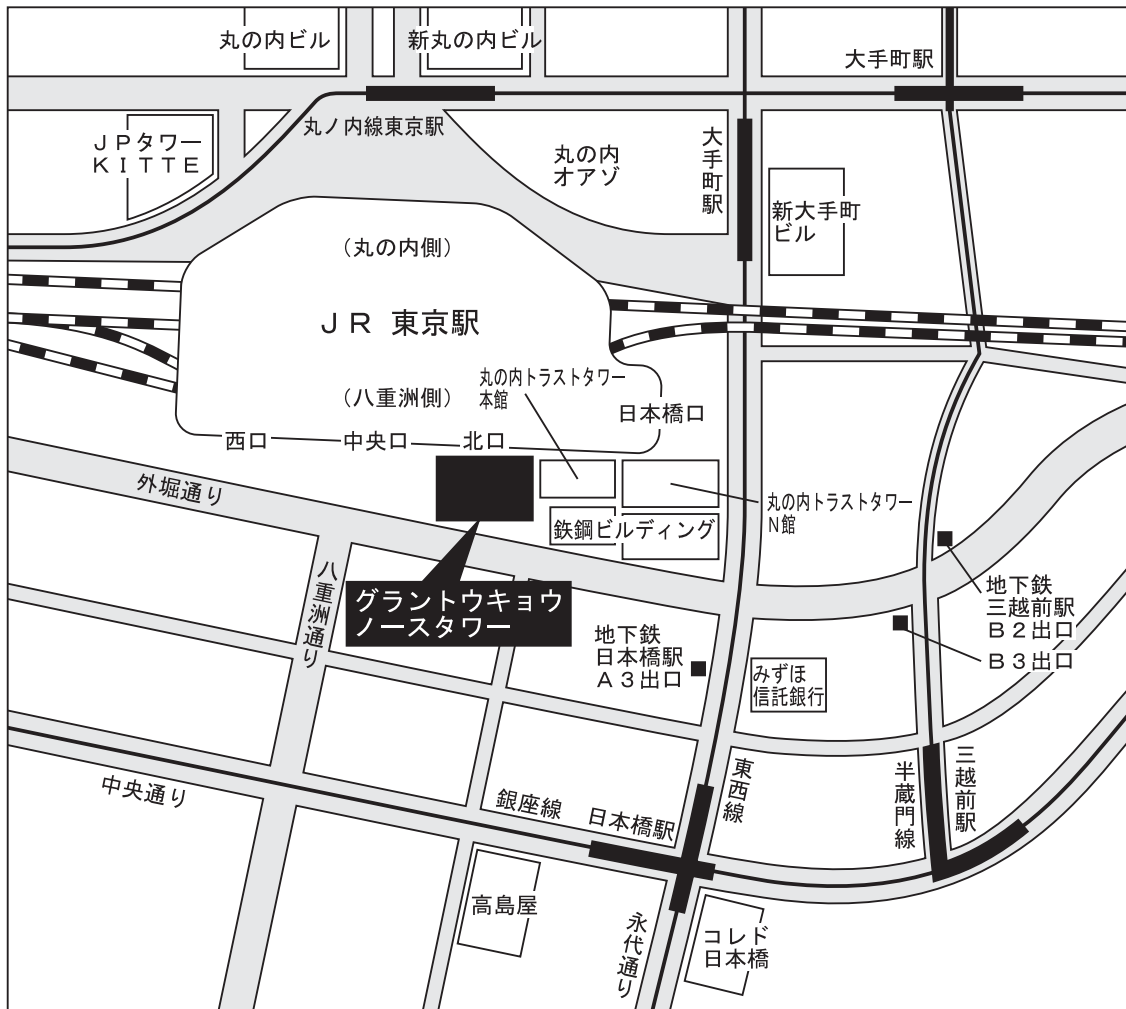 丸の内ビル
新丸の内ビル
大手町駅
JPタワー
KITTE
丸ノ内線東京駅
丸の内
オアゾ
大手町駅
新大手町
ビル
(丸の内側)
JR 東京駅
(八重洲側)
丸の内トラストタワー
本館
日本橋口
西口
中央口
北口
外堀通り
丸の内トラストタワー
N館
鉄鋼ビルディング
八重洲通り
グラントウキョウ
ノースタワー
地下鉄
日本橋駅
A3出口
地下鉄
三越前駅
B2出口
B3出口
みずほ
信託銀行
中央通り
銀座線
日本橋駅
東西線
半蔵門線
三越前駅
高島屋
永代通り
コレド
日本橋